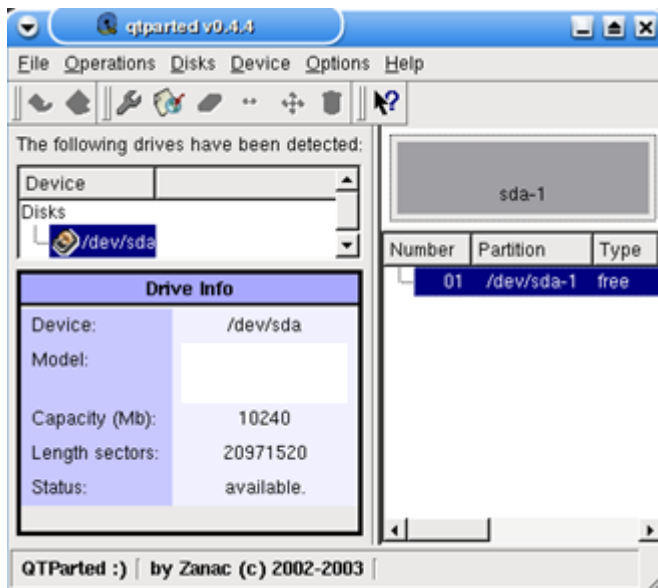 qtparted v0.4.4
File Operations Disks Device Options Help
The following drives have been detected:
Device
Disks
/dev/sda
Drive Info
Device: /dev/sda
Model:
Capacity (Mb): 10240
Length sectors: 20971520
Status: available.
sda-1
Number Partition Type
01 /dev/sda-1 free
QTParted :) by Zanac (c) 2002-2003